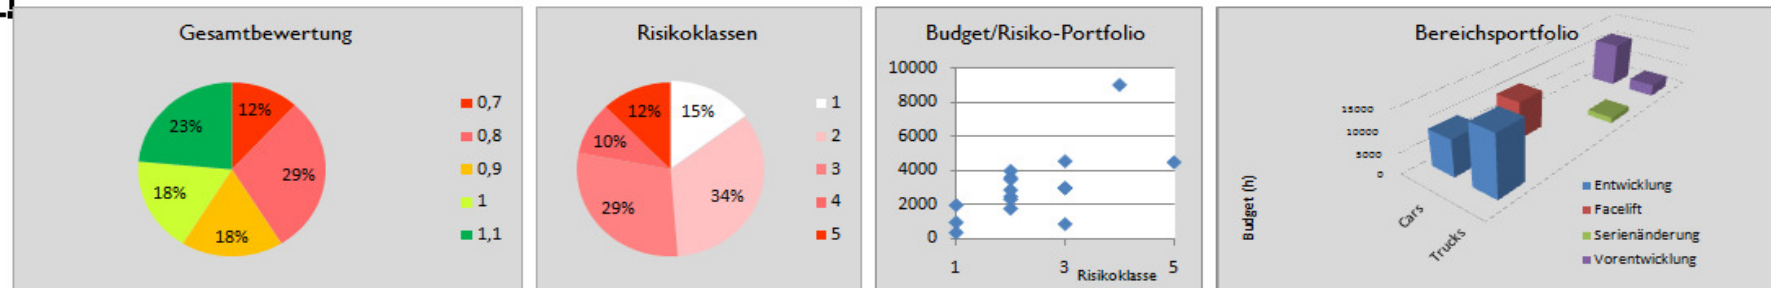 Gesamtbewertung
12%
29%
18%
18%
23%
0,7
0,8
0,9
1
1,1
Risikoklassen
15%
34%
29%
10%
12%
1
2
3
4
5
Budget/Risiko-Portfolio
10000
8000
6000
4000
2000
0
1
3
5
Risikoklasse
Bereichsportfolio
15000
10000
5000
0
Budget (h)
Cars
Trucks
Entwicklung
Facelift
Serienänderung
Vorentwicklung